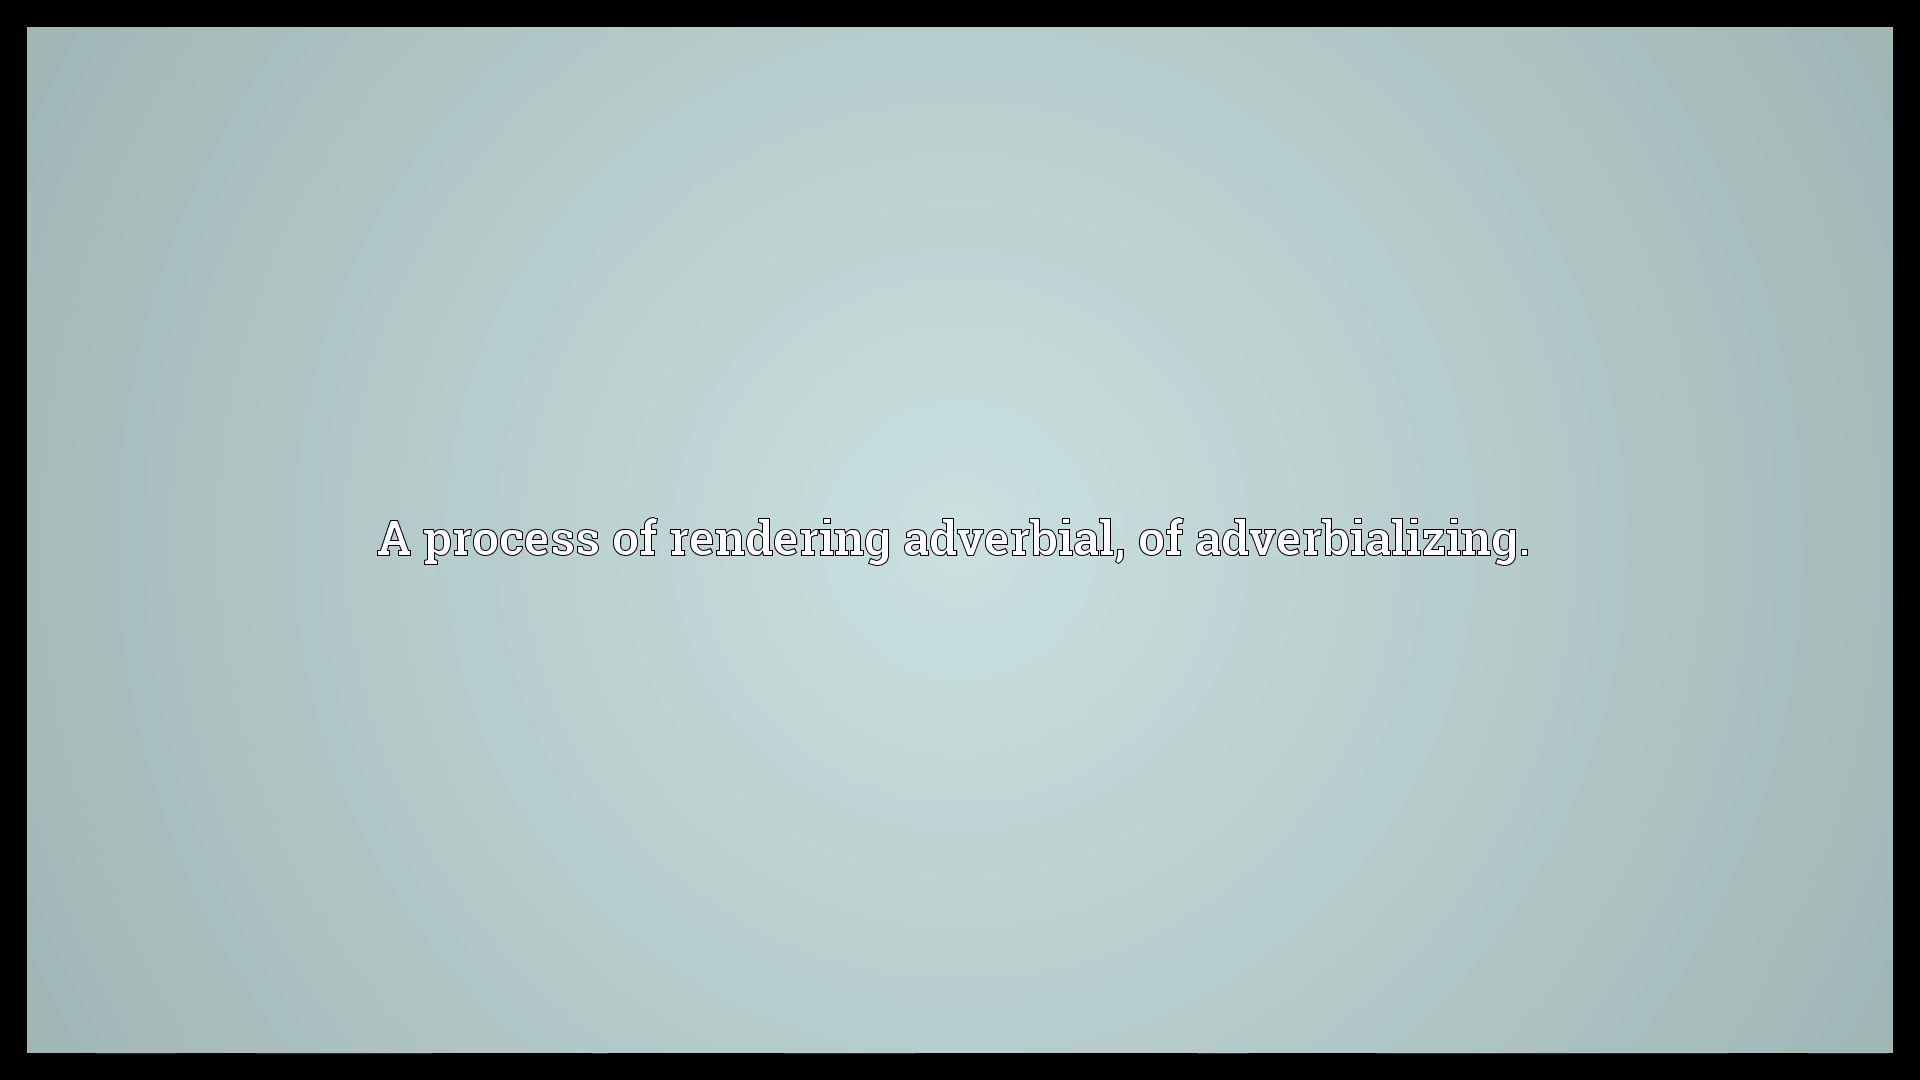 A process of rendering adverbial, of adverbializing.